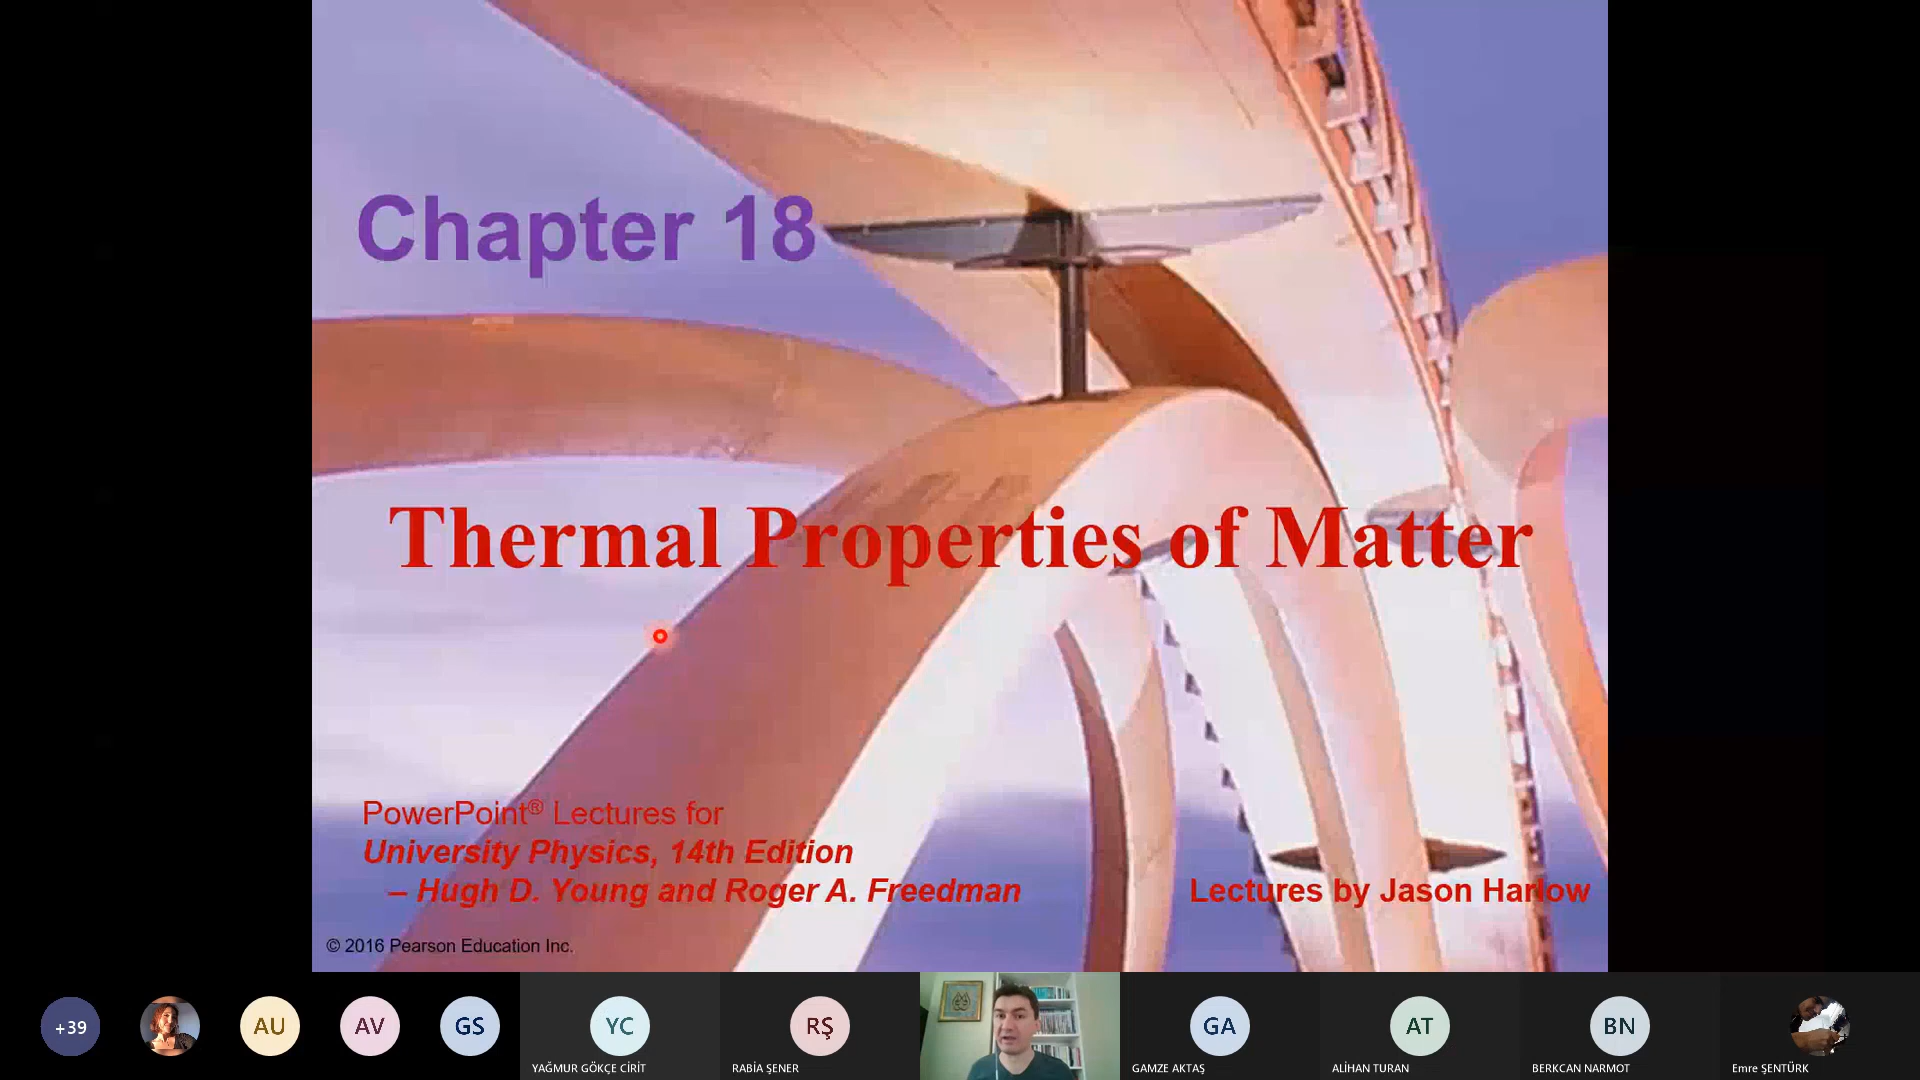 Chapter 18
Thermal Properties of Matter
PowerPoint® Lectures for
University Physics, 14th Edition
– Hugh D. Young and Roger A. Freedman
Lectures by Jason Harlow
© 2016 Pearson Education Inc.
+39
AU
AV
GS
YC
YAĞMUR GÖKÇE CİRİT
RŞ
RABİA ŞENER
GA
GAMZE AKTAŞ
AT
ALİHAN TURAN
BN
BERKCAN NARMOT
Emre ŞENTÜRK